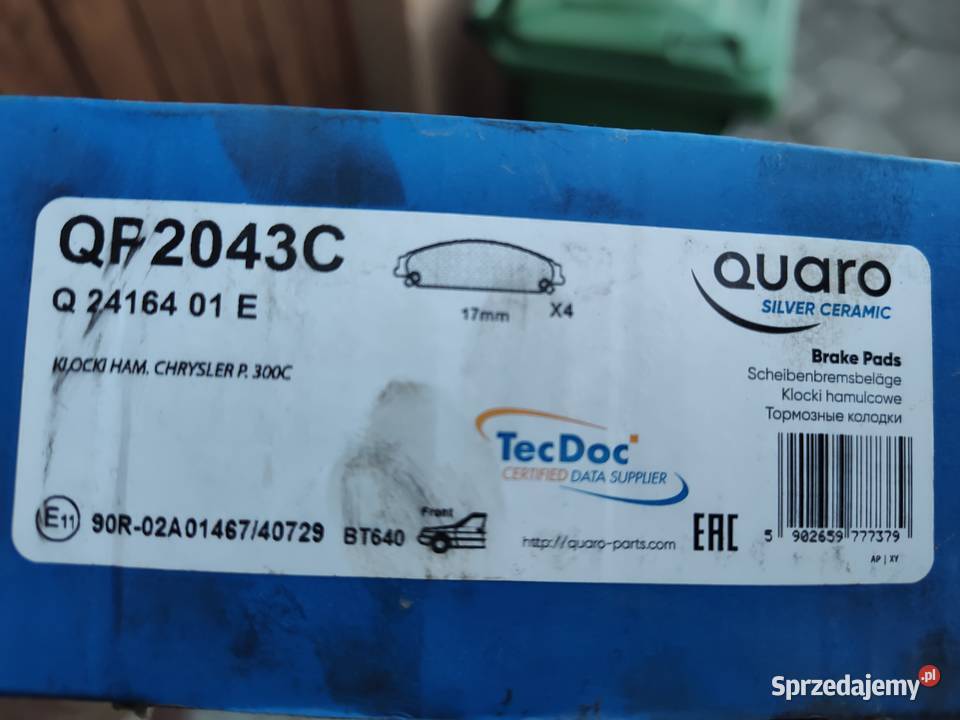 QP2043C
Q 24164 01 E
17mm
X4
KLOCKI HAM. CHRYSLER P. 300C
Quaro
SILVER CERAMIC
Brake Pads
Scheibenbremsbeläge
Klocki hamulcowe
Тормозные колодки
TecDoc
CERTIFIED DATA SUPPLIER
E11
90R-02A01467/40729
BT640
Front
http://quaro-parts.com
EAC
5 902659 777379
AP | XY
Sprzedajemy.pl